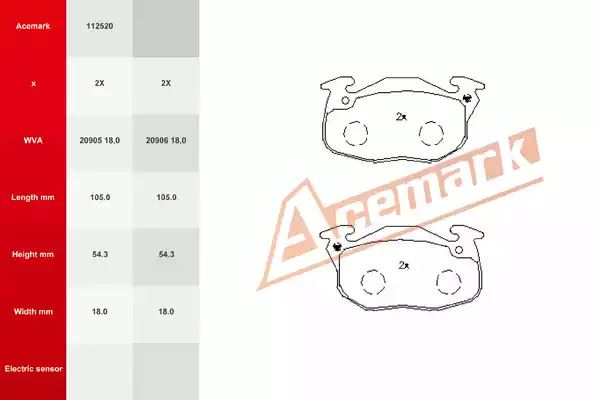 Acemark 112520
x 2X 2X
WVA 20905 18,0 20906 18,0
Length mm 105.0 105.0
Height mm 54.3 54.3
Width mm 18.0 18.0
Electric sensor
2x
Acemark
2x